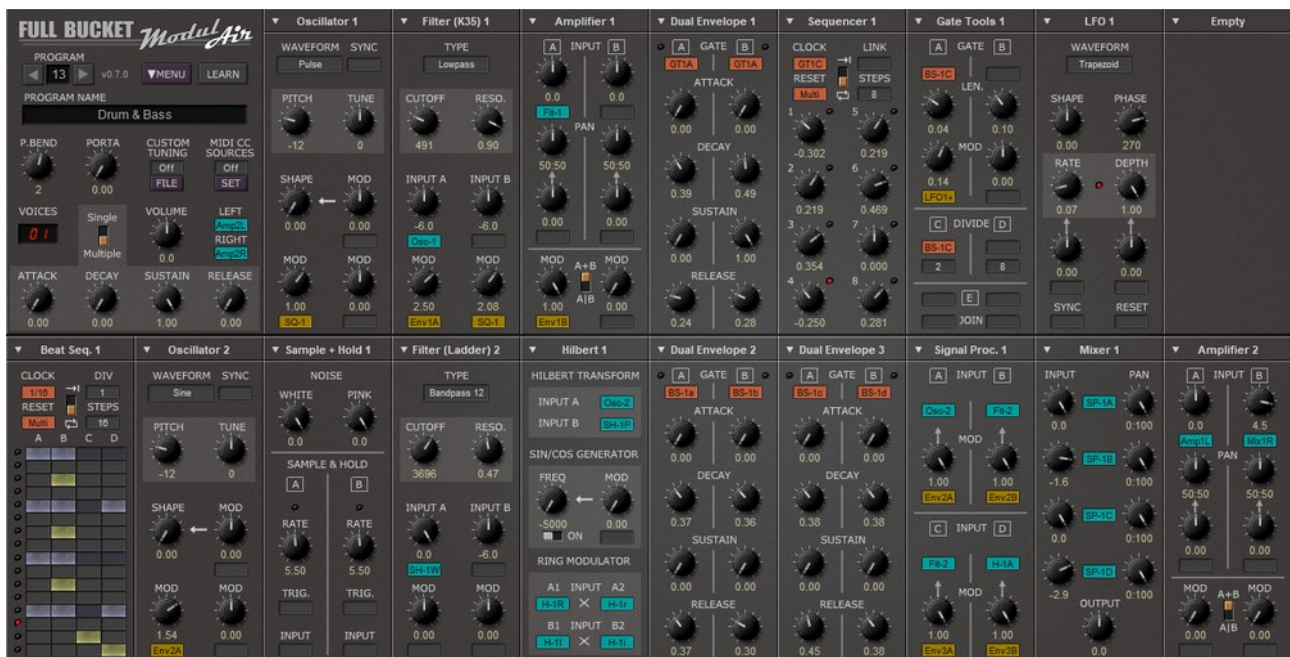 FULL BUCKET ModulAir
PROGRAM
13 v0.7.0 ▼MENU LEARN
PROGRAM NAME
Drum & Bass
P.BEND PORTA CUSTOM TUNING MIDI CC SOURCES
Off Off
FILE SET
2 0.00
VOICES Single VOLUME LEFT
01 Amp2L
RIGHT
Multiple 0.0 Amp2R
ATTACK DECAY SUSTAIN RELEASE
0.00 0.00 1.00 0.00
Oscillator 1
WAVEFORM SYNC
Pulse
PITCH TUNE
-12 0
SHAPE MOD
0.00 0.00
MOD MOD
1.00 0.00
SQ-1
Filter (K35) 1
TYPE
Lowpass
CUTOFF RESO.
491 0.90
INPUT A INPUT B
-6.0 -6.0
Osc-1
MOD MOD
2.50 2.08
Env1A SQ-1
Amplifier 1
A INPUT B
0.0 0.0
Flt-1
PAN
50:50 50:50
0.00 0.00
MOD A+B MOD
A|B
1.00 0.00
Env1B
Dual Envelope 1
A GATE B
GT1A GT1A
ATTACK
0.00 0.00
DECAY
0.39 0.49
SUSTAIN
0.00 1.00
RELEASE
0.24 0.28
Sequencer 1
CLOCK LINK
GT1C
RESET STEPS
Multi 8
1 5
-0.302 0.219
2 6
0.219 0.469
3 7
0.354 0.000
4 8
-0.250 0.281
Gate Tools 1
A GATE B
BS-1C
LEN.
0.04 0.10
MOD
0.14 0.00
LFO1+
C DIVIDE D
BS-1C
2 8
E
JOIN
LFO 1
WAVEFORM
Trapezoid
SHAPE PHASE
0.00 270
RATE DEPTH
0.07 1.00
0.00 0.00
SYNC RESET
Empty
Beat Seq. 1
CLOCK DIV
1/16 1
RESET STEPS
Multi 16
A B C D
Oscillator 2
WAVEFORM SYNC
Sine
PITCH TUNE
-12 0
SHAPE MOD
0.00 0.00
MOD MOD
1.54 0.00
Env2A
Sample + Hold 1
NOISE
WHITE PINK
0.0 0.0
SAMPLE & HOLD
A B
RATE RATE
5.50 5.50
TRIG. TRIG.
INPUT INPUT
Filter (Ladder) 2
TYPE
Bandpass 12
CUTOFF RESO.
3696 0.47
INPUT A INPUT B
0.0 -6.0
SH-1W
MOD MOD
0.00 0.00
Hilbert 1
HILBERT TRANSFORM
INPUT A Osc-2
INPUT B SH-1P
SIN/COS GENERATOR
FREQ MOD
-5000 0.00
ON
RING MODULATOR
A1 INPUT A2
H-1R × H-1r
B1 INPUT B2
H-1I × H-1i
Dual Envelope 2
A GATE B
BS-1a BS-1b
ATTACK
0.00 0.00
DECAY
0.37 0.36
SUSTAIN
0.00 0.00
RELEASE
0.37 0.30
Dual Envelope 3
A GATE B
BS-1c BS-1d
ATTACK
0.00 0.00
DECAY
0.38 0.38
SUSTAIN
0.00 0.00
RELEASE
0.45 0.38
Signal Proc. 1
A INPUT B
Osc-2 Flt-2
MOD
1.00 1.00
Env2A Env2B
C INPUT D
Flt-2 H-1A
MOD
1.00 1.00
Env3A Env3B
Mixer 1
INPUT PAN
SP-1A
0.0 0:100
SP-1B
-1.6 0:100
SP-1C
0.0 0:100
SP-1D
-2.9 0:100
OUTPUT
0.0
Amplifier 2
A INPUT B
0.0 4.5
Amp1L Mix1R
PAN
50:50 50:50
0.00 0.00
MOD A+B MOD
A|B
0.00 0.00